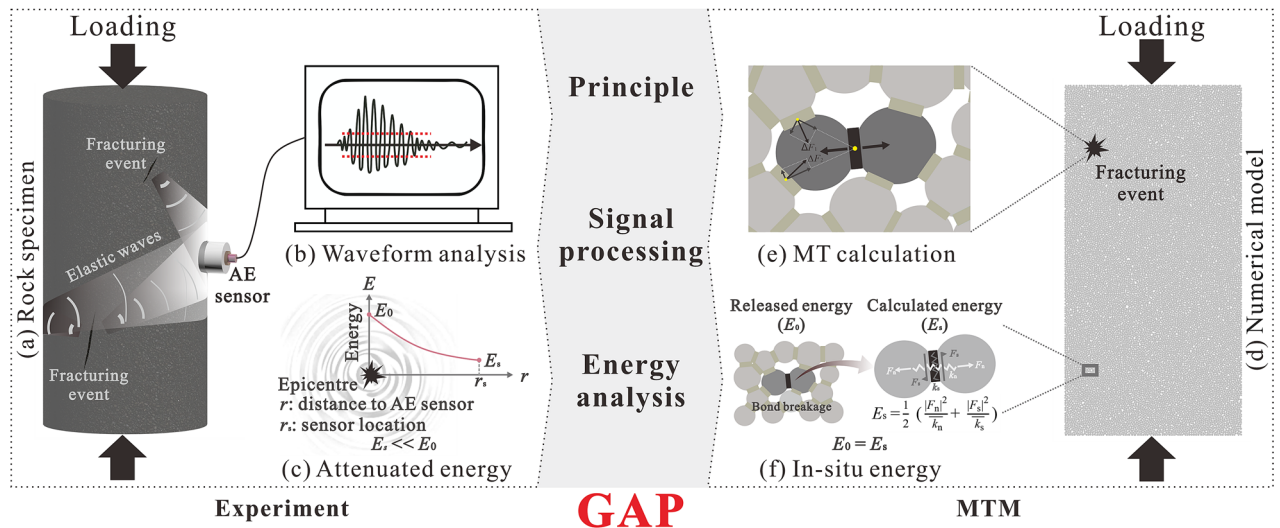 Loading
(a) Rock specimen
Fracturing
event
Elastic waves
Fracturing
event
AE
sensor
(b) Waveform analysis
E
E₀
Energy
Eₛ
rₛ
r
Epicentre
r: distance to AE sensor
rₛ: sensor location
Eₛ << E₀
(c) Attenuated energy
Experiment
Principle
Signal
processing
Energy
analysis
GAP
ΔF₁
ΔF₂
(e) MT calculation
Released energy
(E₀)
Calculated energy
(Eₛ)
Bond breakage
Fₛ
Fₙ
kₙ
Fₛ
kₛ
Eₛ = 1/2 (|Fₙ|²/kₙ + |Fₛ|²/kₛ)
E₀ = Eₛ
(f) In-situ energy
Loading
Fracturing
event
(d) Numerical model
MTM